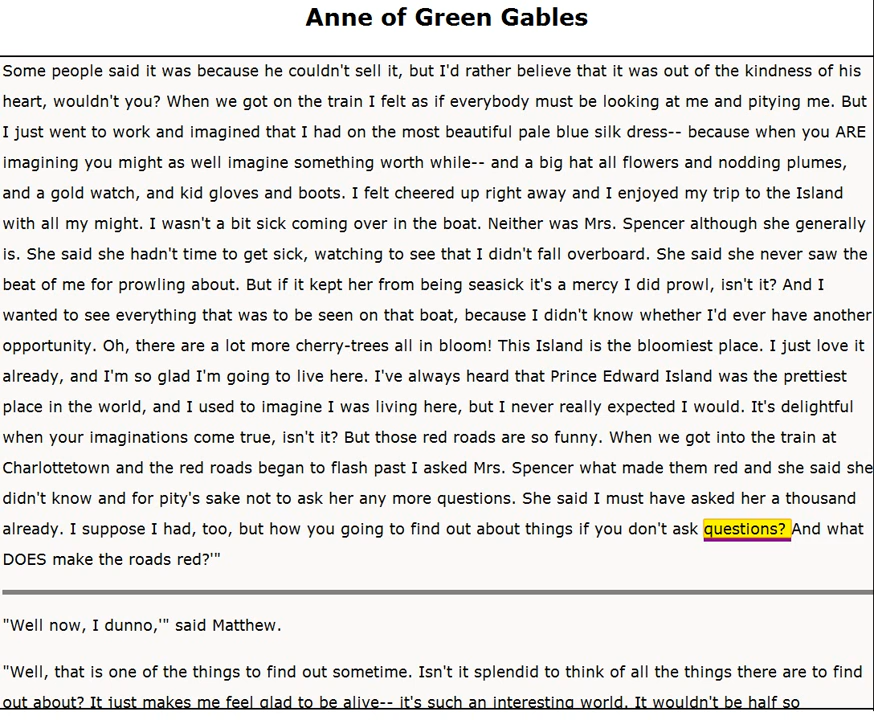 Anne of Green Gables
Some people said it was because he couldn't sell it, but I'd rather believe that it was out of the kindness of his
heart, wouldn't you? When we got on the train I felt as if everybody must be looking at me and pitying me. But
I just went to work and imagined that I had on the most beautiful pale blue silk dress-- because when you ARE
imagining you might as well imagine something worth while-- and a big hat all flowers and nodding plumes,
and a gold watch, and kid gloves and boots. I felt cheered up right away and I enjoyed my trip to the Island
with all my might. I wasn't a bit sick coming over in the boat. Neither was Mrs. Spencer although she generally
is. She said she hadn't time to get sick, watching to see that I didn't fall overboard. She said she never saw the
beat of me for prowling about. But if it kept her from being seasick it's a mercy I did prowl, isn't it? And I
wanted to see everything that was to be seen on that boat, because I didn't know whether I'd ever have another
opportunity. Oh, there are a lot more cherry-trees all in bloom! This Island is the bloomiest place. I just love it
already, and I'm so glad I'm going to live here. I've always heard that Prince Edward Island was the prettiest
place in the world, and I used to imagine I was living here, but I never really expected I would. It's delightful
when your imaginations come true, isn't it? But those red roads are so funny. When we got into the train at
Charlottetown and the red roads began to flash past I asked Mrs. Spencer what made them red and she said she
didn't know and for pity's sake not to ask her any more questions. She said I must have asked her a thousand
already. I suppose I had, too, but how you going to find out about things if you don't ask questions? And what
DOES make the roads red?'"
"Well now, I dunno,'" said Matthew.
"Well, that is one of the things to find out sometime. Isn't it splendid to think of all the things there are to find
out about? It just makes me feel glad to be alive-- it's such an interesting world. It wouldn't be half so